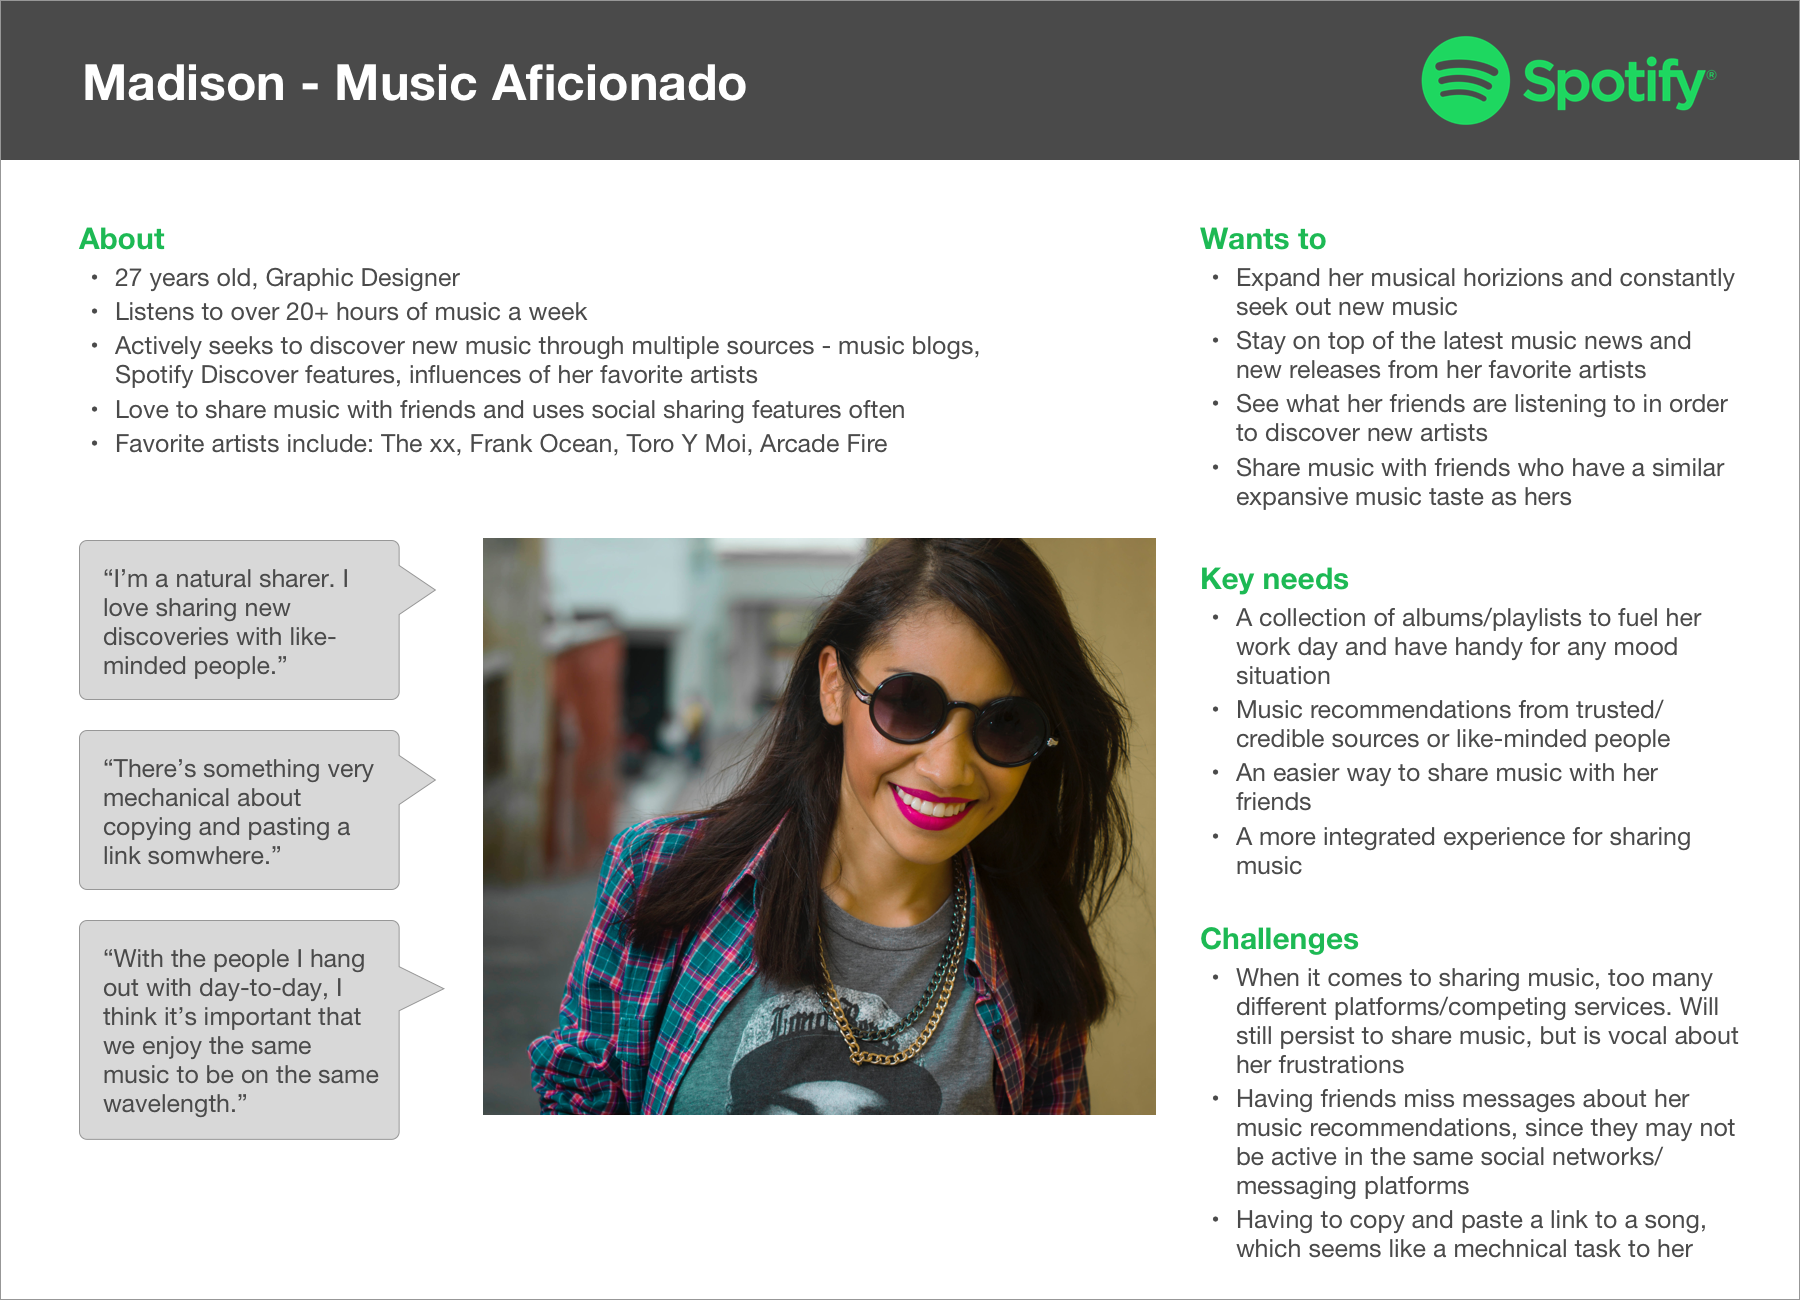 Madison - Music Aficionado
Spotify®
About
• 27 years old, Graphic Designer
• Listens to over 20+ hours of music a week
• Actively seeks to discover new music through multiple sources - music blogs,
Spotify Discover features, influences of her favorite artists
• Love to share music with friends and uses social sharing features often
• Favorite artists include: The xx, Frank Ocean, Toro Y Moi, Arcade Fire
“I’m a natural sharer. I
love sharing new
discoveries with like-
minded people.”
“There’s something very
mechanical about
copying and pasting a
link somwhere.”
“With the people I hang
out with day-to-day, I
think it’s important that
we enjoy the same
music to be on the same
wavelength.”
Wants to
• Expand her musical horizions and constantly
seek out new music
• Stay on top of the latest music news and
new releases from her favorite artists
• See what her friends are listening to in order
to discover new artists
• Share music with friends who have a similar
expansive music taste as hers
Key needs
• A collection of albums/playlists to fuel her
work day and have handy for any mood
situation
• Music recommendations from trusted/
credible sources or like-minded people
• An easier way to share music with her
friends
• A more integrated experience for sharing
music
Challenges
• When it comes to sharing music, too many
different platforms/competing services. Will
still persist to share music, but is vocal about
her frustrations
• Having friends miss messages about her
music recommendations, since they may not
be active in the same social networks/
messaging platforms
• Having to copy and paste a link to a song,
which seems like a mechnical task to her